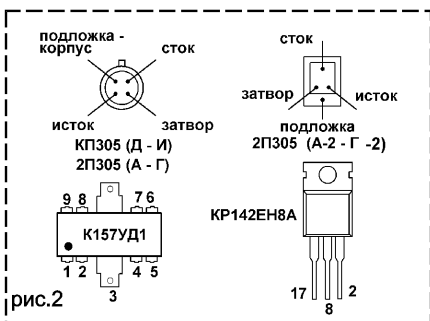 подложка -
корпус
сток
исток
затвор
КП305 (Д - И)
2П305 (А - Г)
сток
затвор
исток
подложка
2П305 (А-2 - Г -2)
9 8 7 6
К157УД1
1 2 3 4 5
КР142ЕН8А
17 8 2
рис.2